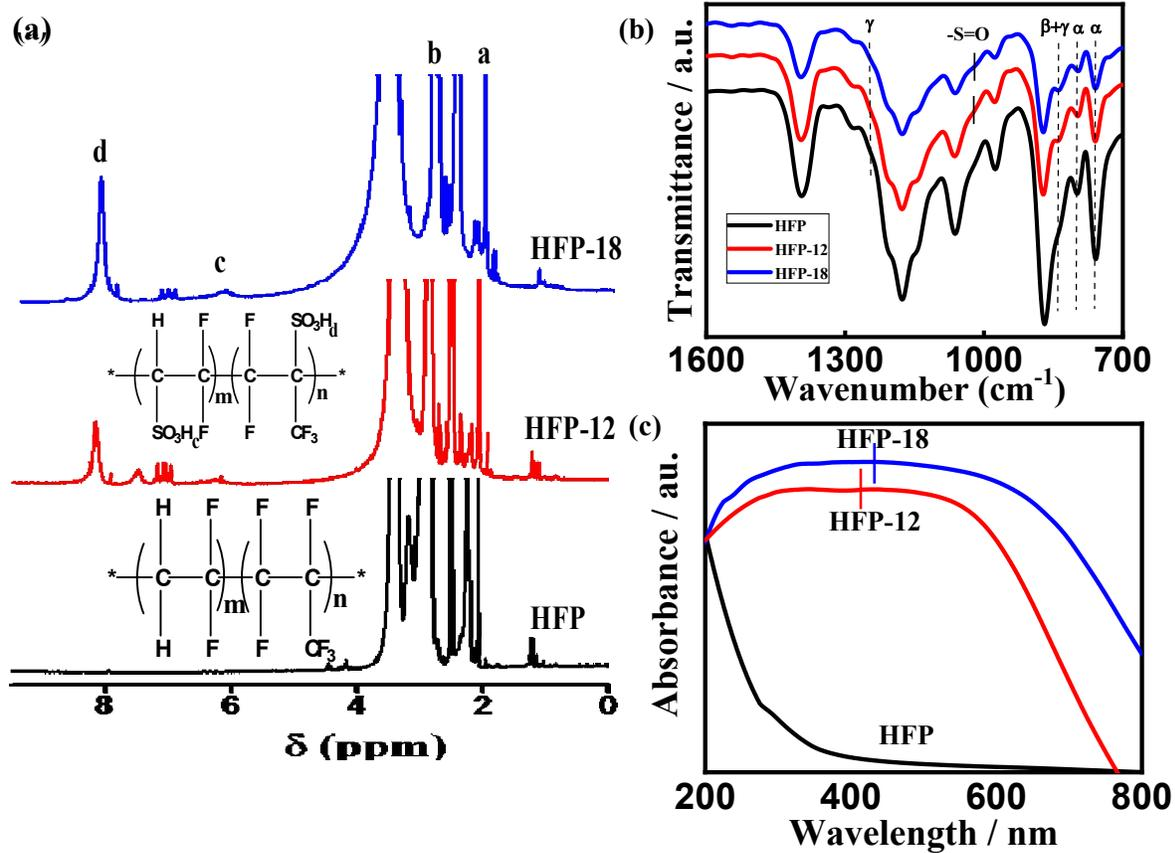 (a)
b a
d
c
HFP-18
H F F SO₃H_d
* C C C C *
m n
SO₃H_c F F CF₃
HFP-12
H F F F
* C C C C *
m n
H F F CF₃
HFP
8 6 4 2 0
δ (ppm)
(b)
γ -S=O β+γ α α
Transmittance / a.u.
HFP
HFP-12
HFP-18
1600 1300 1000 700
Wavenumber (cm⁻¹)
(c)
HFP-18
HFP-12
HFP
Absorbance / au.
200 400 600 800
Wavelength / nm